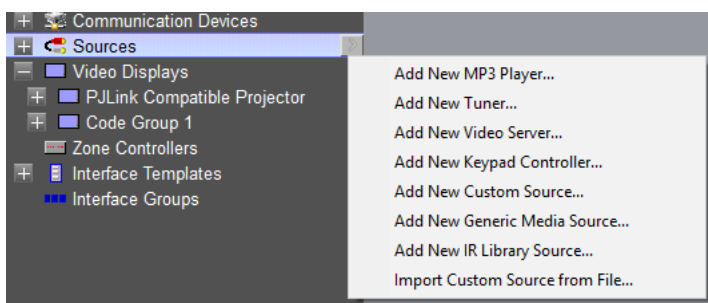 Communication Devices
Sources
Video Displays
PJLink Compatible Projector
Code Group 1
Zone Controllers
Interface Templates
Interface Groups
Add New MP3 Player...
Add New Tuner...
Add New Video Server...
Add New Keypad Controller...
Add New Custom Source...
Add New Generic Media Source...
Add New IR Library Source...
Import Custom Source from File...